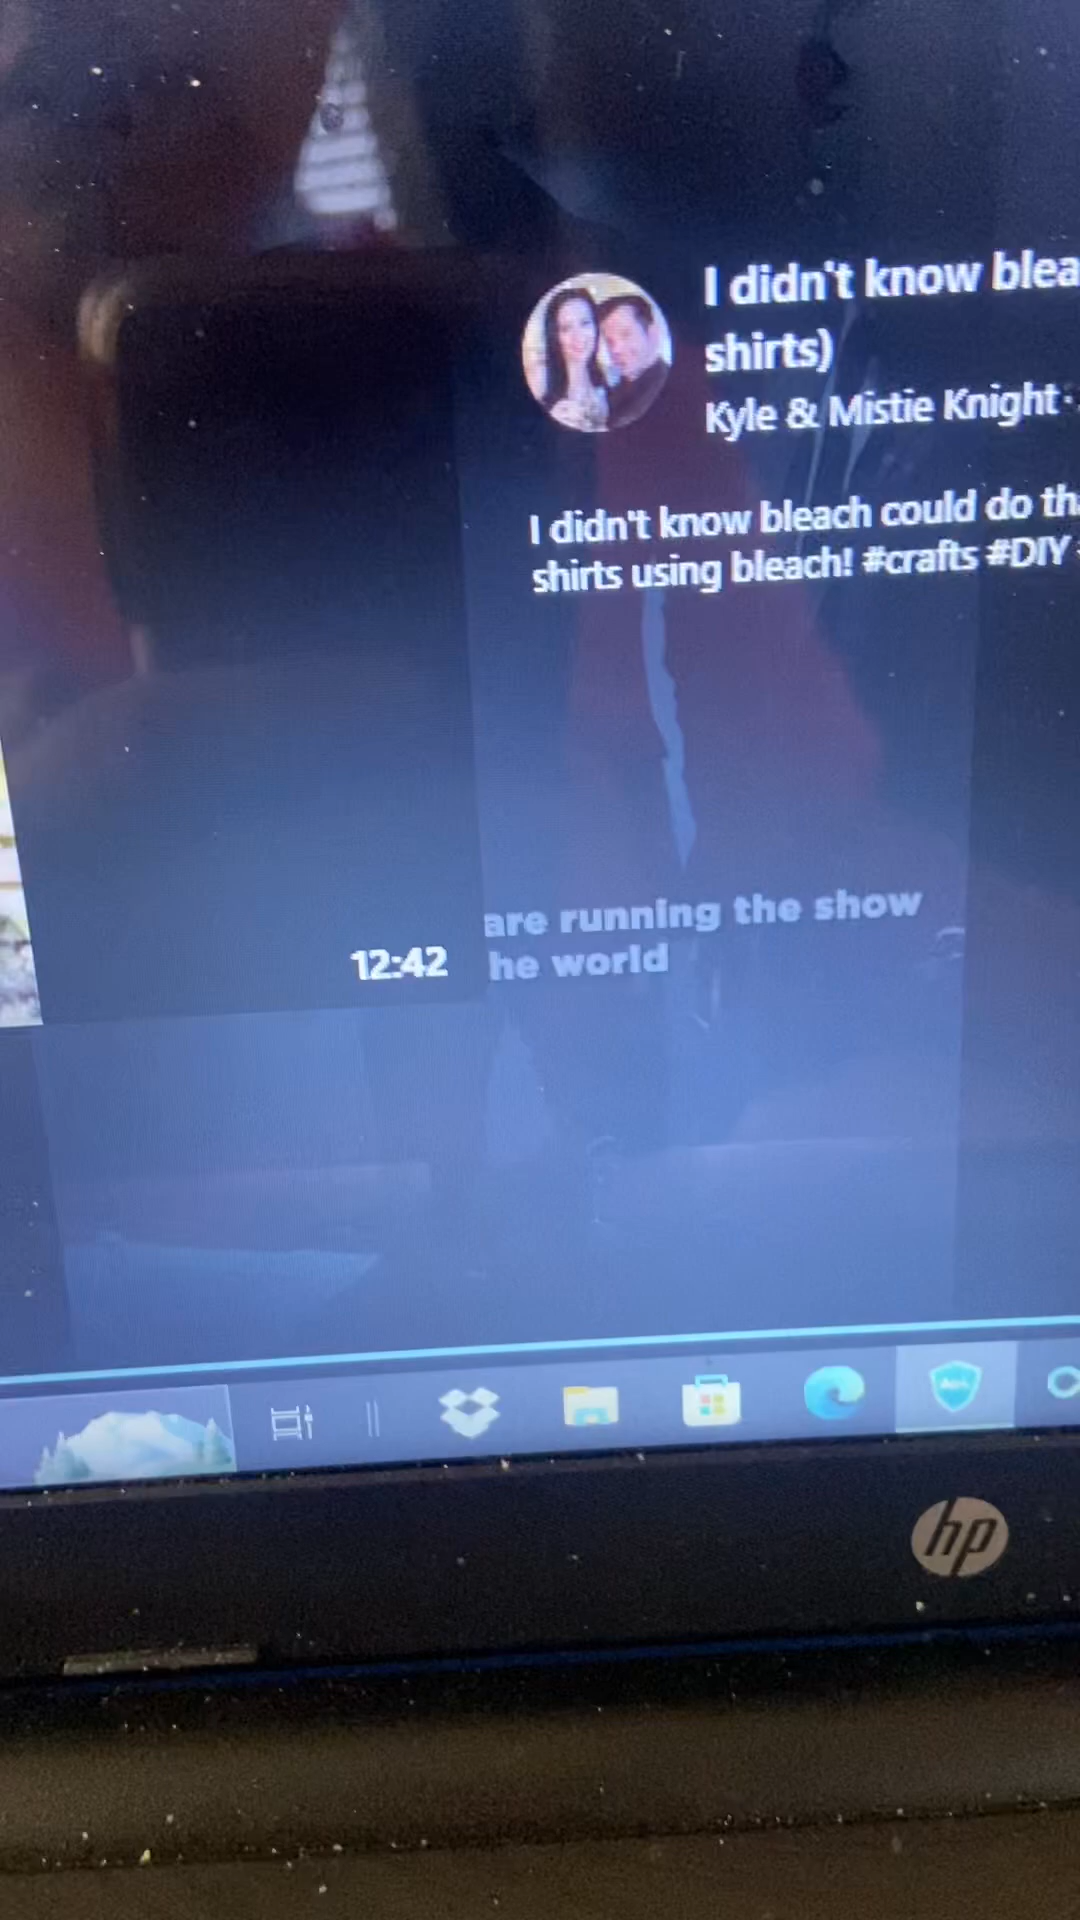 I didn't know blea
shirts)
Kyle & Mistie Knight ·
I didn't know bleach could do tha
shirts using bleach! #crafts #DIY
are running the show
12:42 he world
hp